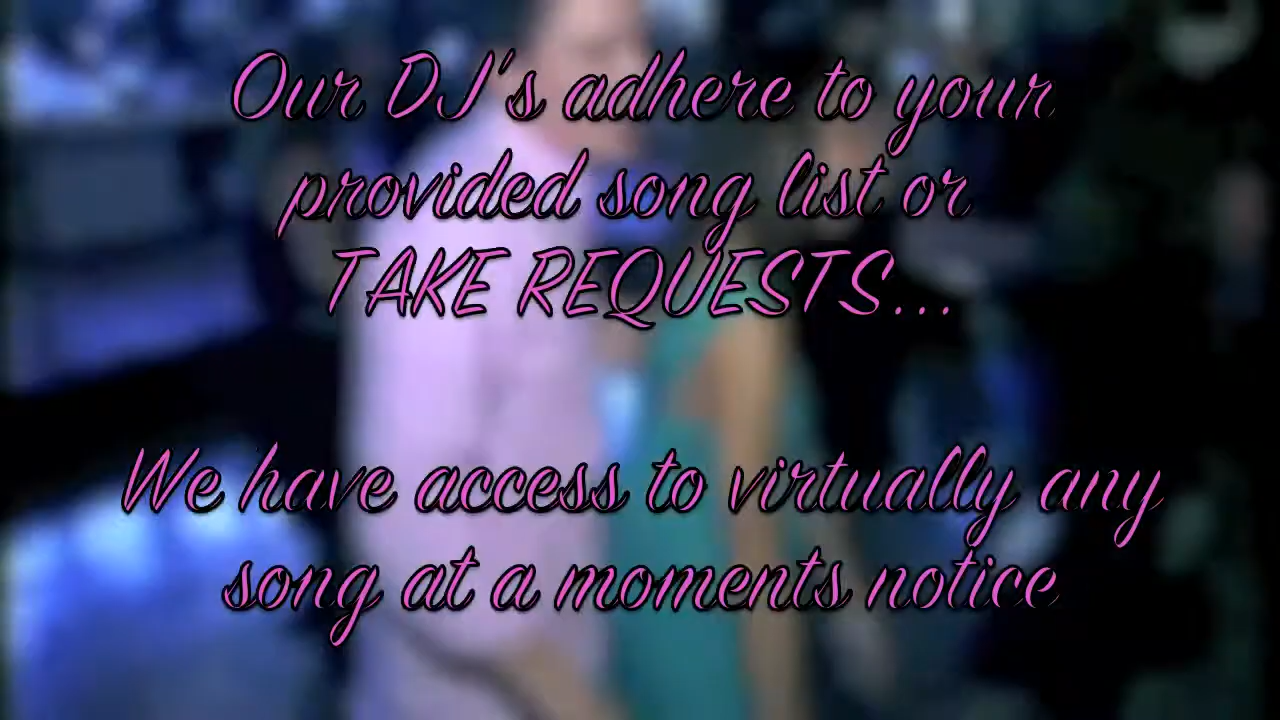 Our DJ's adhere to your
provided song list or
TAKE REQUESTS...
We have access to virtually any
song at a moments notice